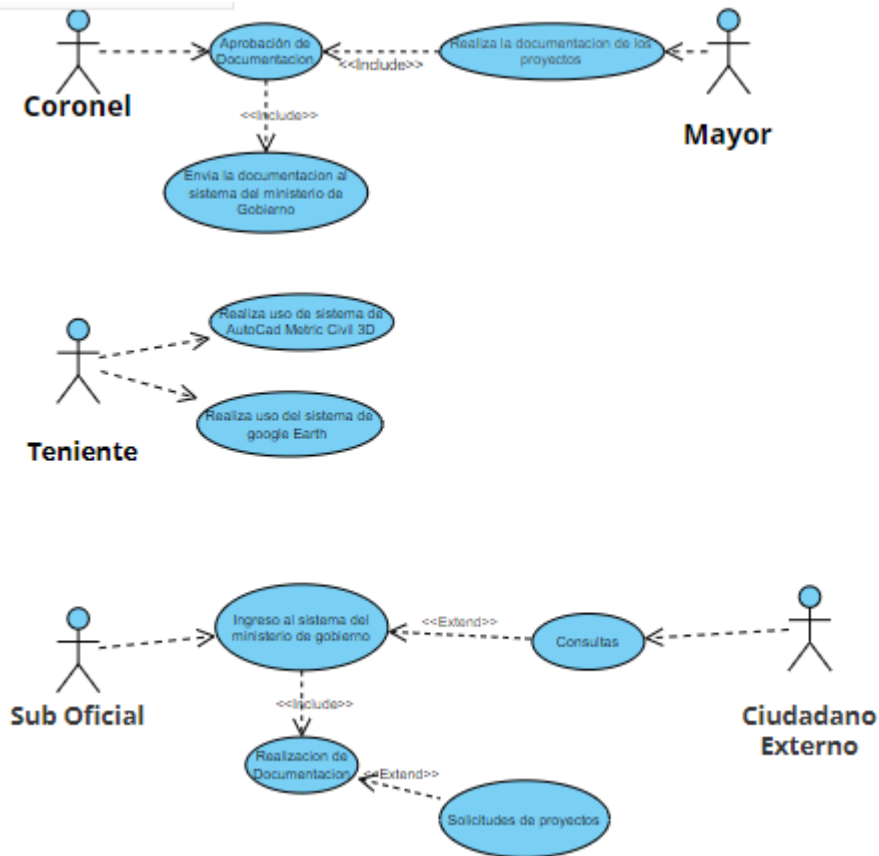 Aprobación de
Documentacion
Realiza la documentacion de los
proyectos
<<Include>>
Coronel
Mayor
<<Include>>
Envia la documentacion al
sistema del ministerio de
Gobierno
Realiza uso de sistema de
AutoCad Metric Civil 3D
Realiza uso del sistema de
google Earth
Teniente
Ingreso al sistema del
ministerio de gobierno
<<Extend>>
Consultas
Sub Oficial
Ciudadano
Externo
<<Include>>
Realizacion de
Documentacion
<<Extend>>
Solicitudes de proyectos